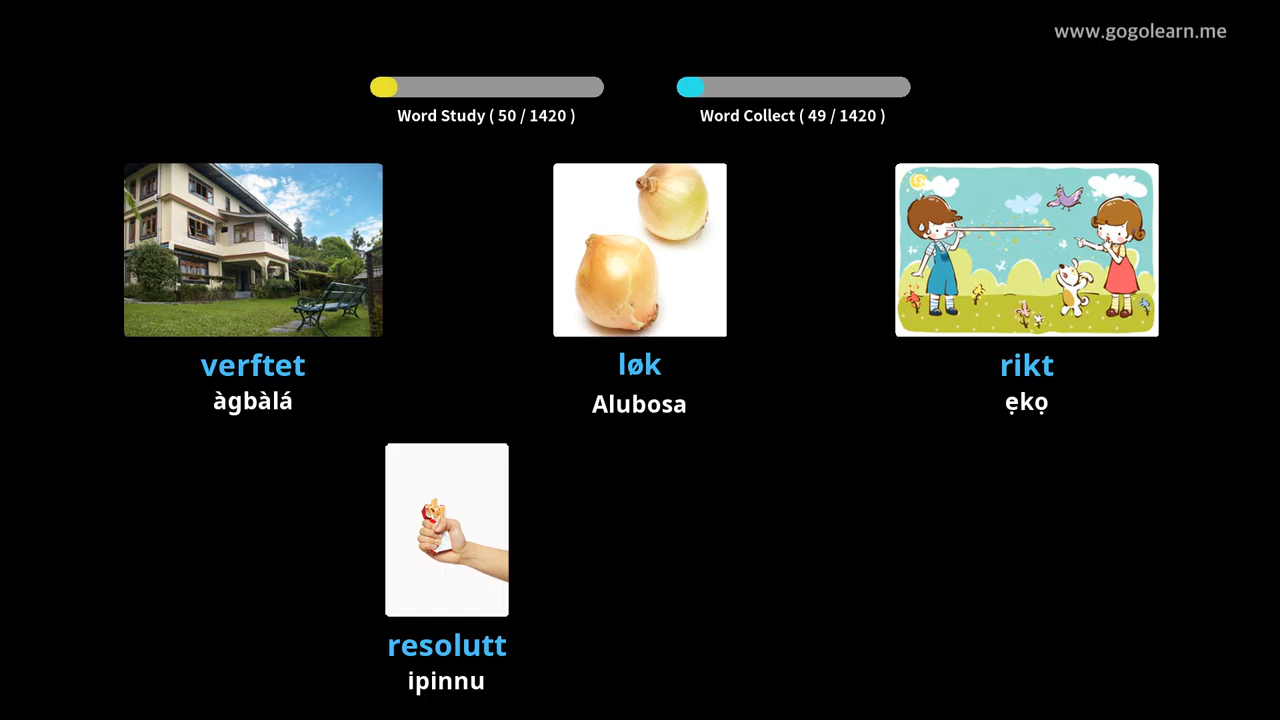 www.gogolearn.me
Word Study ( 50 / 1420 )
Word Collect ( 49 / 1420 )
verftet
àgbàlá
løk
Alubosa
rikt
ẹkọ
resolutt
ipinnu